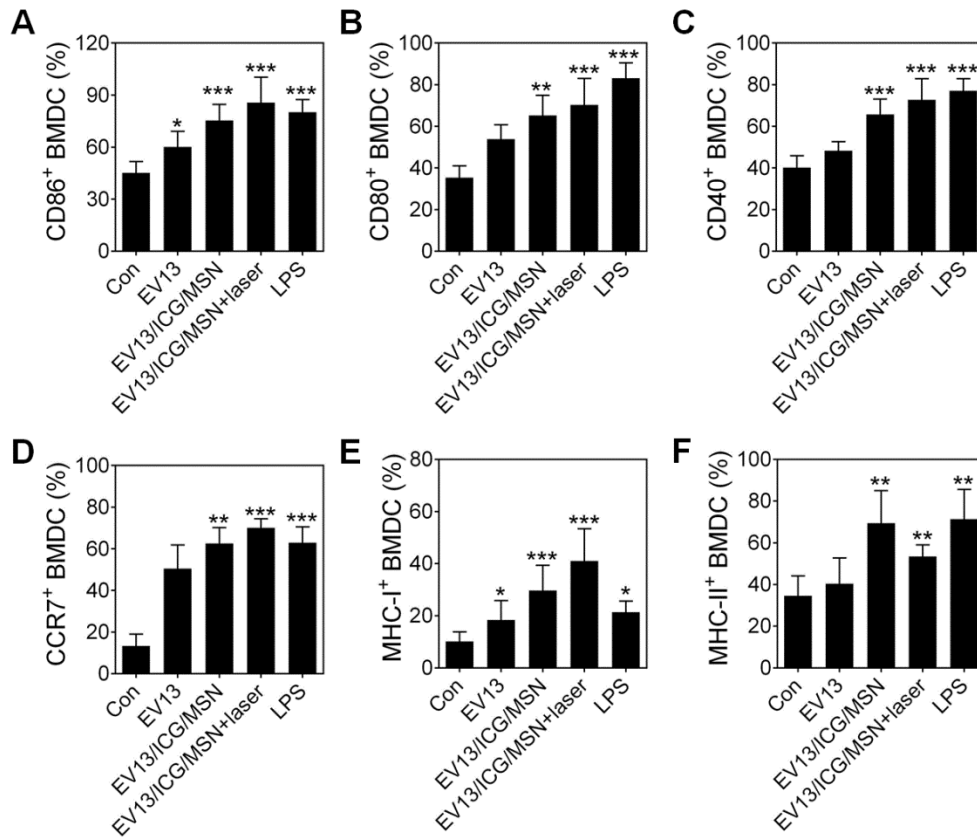 A
CD86+ BMDC (%)
120
90
60
30
0
*
***
***
***
Con
EV13
EV13/ICG/MSN
EV13/ICG/MSN+laser
LPS
B
CD80+ BMDC (%)
100
80
60
40
20
0
**
***
***
Con
EV13
EV13/ICG/MSN
EV13/ICG/MSN+laser
LPS
C
CD40+ BMDC (%)
100
80
60
40
20
0
***
***
***
Con
EV13
EV13/ICG/MSN
EV13/ICG/MSN+laser
LPS
D
CCR7+ BMDC (%)
100
80
60
40
20
0
**
***
***
Con
EV13
EV13/ICG/MSN
EV13/ICG/MSN+laser
LPS
E
MHC-I+ BMDC (%)
80
60
40
20
0
*
***
***
*
Con
EV13
EV13/ICG/MSN
EV13/ICG/MSN+laser
LPS
F
MHC-II+ BMDC (%)
100
80
60
40
20
0
**
**
**
Con
EV13
EV13/ICG/MSN
EV13/ICG/MSN+laser
LPS